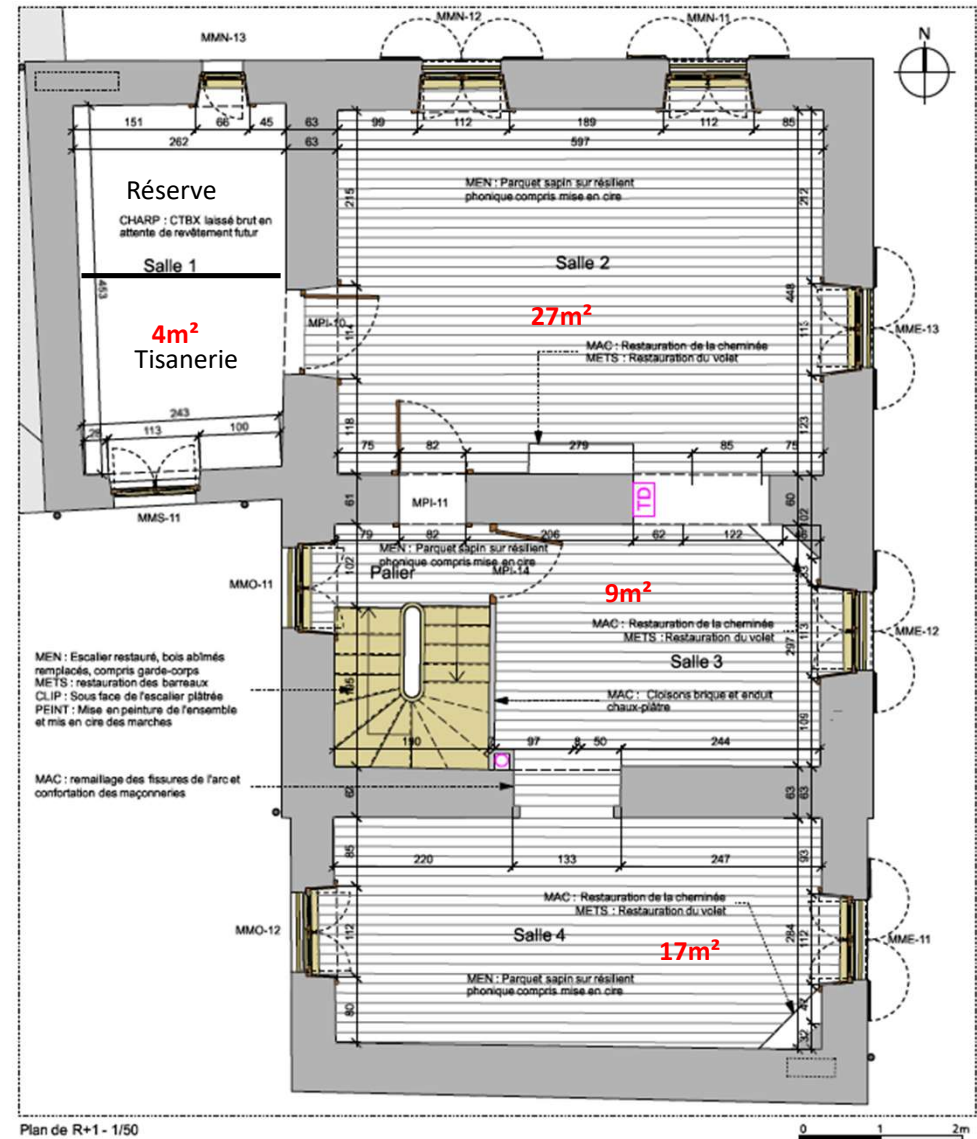 MMN-12
MMN-11
MMN-13
N
151
66
45
63
99
112
189
112
85
262
63
597
Réserve
CHARP : CTBX laissé brut en
attente de revêtement futur
MEN : Parquet sapin sur résilient
phonique compris mise en cire
215
212
Salle 1
Salle 2
453
448
4m²
Tisanerie
27m²
MPI-10
114
113
MME-13
MAC : Restauration de la cheminée
METS : Restauration du volet
118
123
243
113
100
75
82
279
85
75
MMS-11
61
MPI-11
TD
60
102
79
82
206
62
122
MEN : Parquet sapin sur résilient
phonique compris mise en cire
102
Palier
MPI-14
33
MMO-11
9m²
MAC : Restauration de la cheminée
METS : Restauration du volet
113
297
MME-12
Salle 3
MEN : Escalier restauré, bois abîmés
remplacés, compris garde-corps
METS : restauration des barreaux
CLIP : Sous face de l'escalier plâtrée
PEINT : Mise en peinture de l'ensemble
et mis en cire des marches
MAC : Cloisons brique et enduit
chaux-plâtre
109
190
97
8
50
244
MAC : remaillage des fissures de l'arc et
confortation des maçonneries
63
63
85
93
220
133
247
MAC : Restauration de la cheminée
METS : Restauration du volet
MMO-12
112
Salle 4
17m²
284
112
MME-11
MEN : Parquet sapin sur résilient
phonique compris mise en cire
80
32
Plan de R+1 - 1/50
0
1
2m